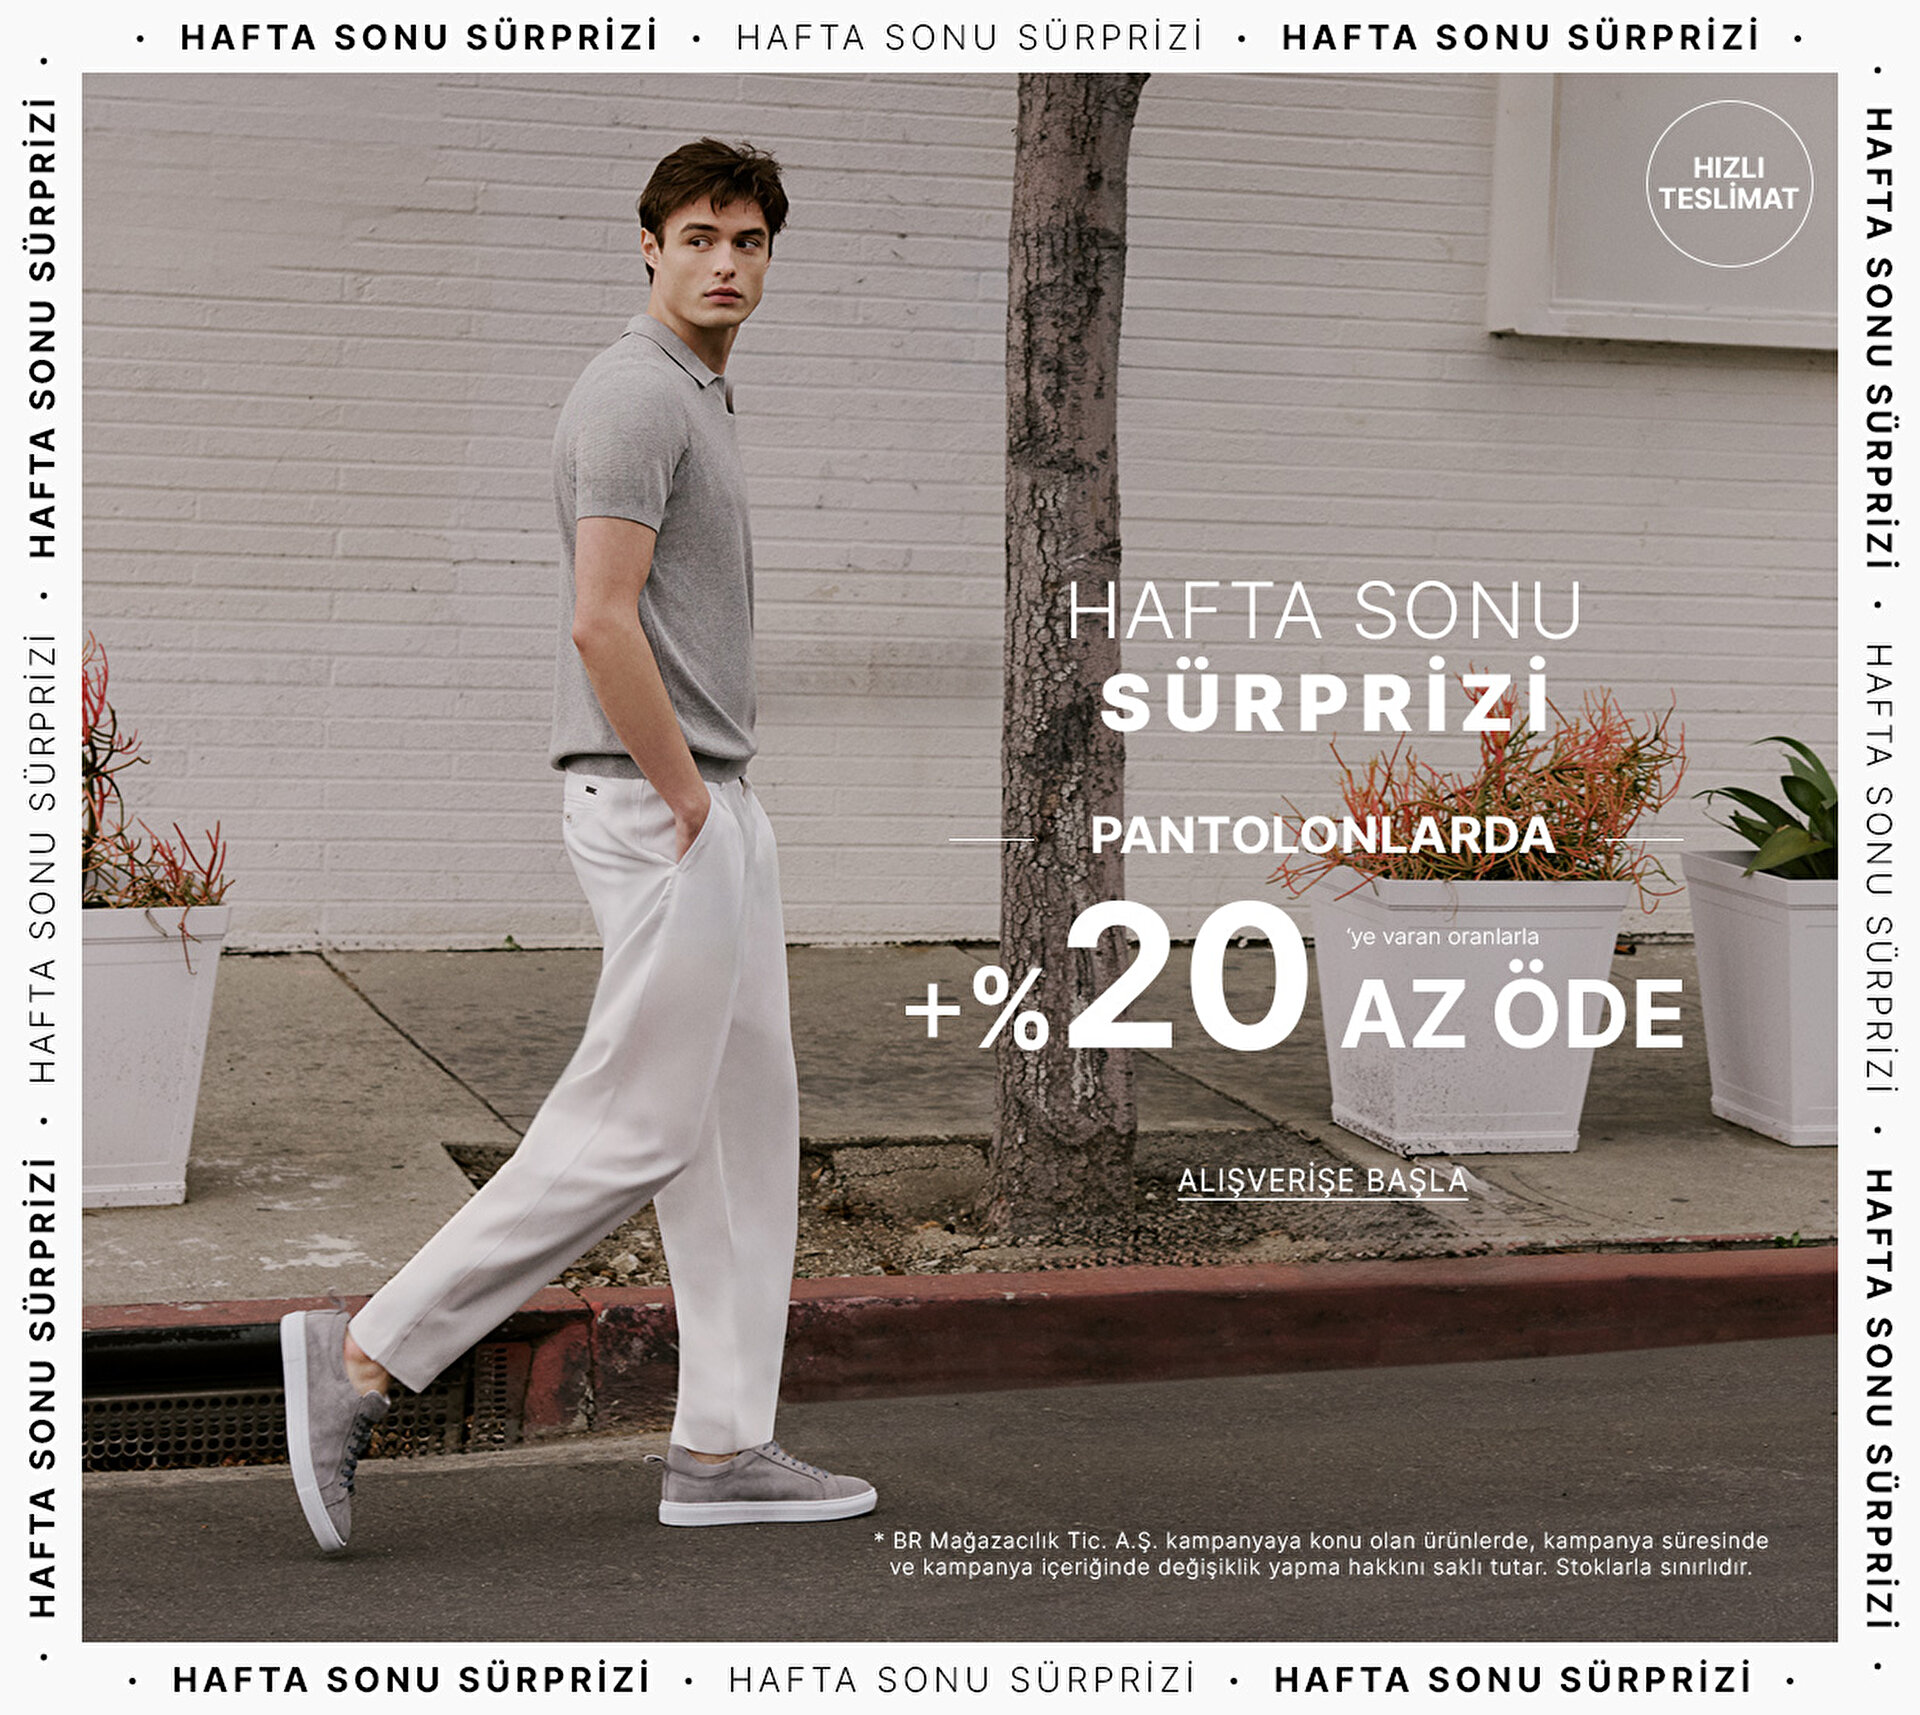 • HAFTA SONU SÜRPRİZİ • HAFTA SONU SÜRPRİZİ • HAFTA SONU SÜRPRİZİ •
• HAFTA SONU SÜRPRİZİ • HAFTA SONU SÜRPRİZİ • HAFTA SONU SÜRPRİZİ •
• HAFTA SONU SÜRPRİZİ • HAFTA SONU SÜRPRİZİ • HAFTA SONU SÜRPRİZİ •
HIZLI
TESLİMAT
HAFTA SONU
SÜRPRİZİ
PANTOLONLARDA
'ye varan oranlarla
+%20 AZ ÖDE
ALIŞVERİŞE BAŞLA
* BR Mağazacılık Tic. A.Ş. kampanyaya konu olan ürünlerde, kampanya süresinde
ve kampanya içeriğinde değişiklik yapma hakkını saklı tutar. Stoklarla sınırlıdır.
• HAFTA SONU SÜRPRİZİ • HAFTA SONU SÜRPRİZİ • HAFTA SONU SÜRPRİZİ •